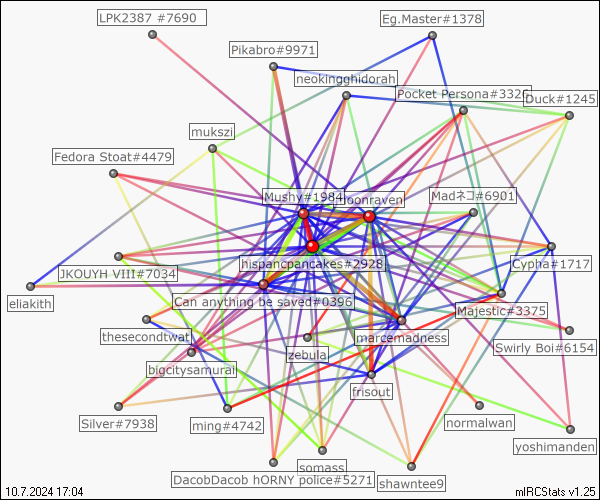 LPK2387 #7690
Eg.Master#1378
Pikabro#9971
neokingghidorah
Pocket Persona#3326
Duck#1245
mukszi
Fedora Stoat#4479
Mushy#1984
moonraven
Madネコ#6901
hispancpancakes#2928
Cypha#1717
JKOUYH VIII#7034
eliakith
Can anything be saved#0396
Majestic#3375
thesecondtwat
marcemadness
Swirly Boi#6154
zebula
bigcitysamurai
frisout
Silver#7938
ming#4742
normalwan
yoshimanden
somass
DacobDacob hORNY police#5271
shawntee9
10.7.2024 17:04
mIRCStats v1.25